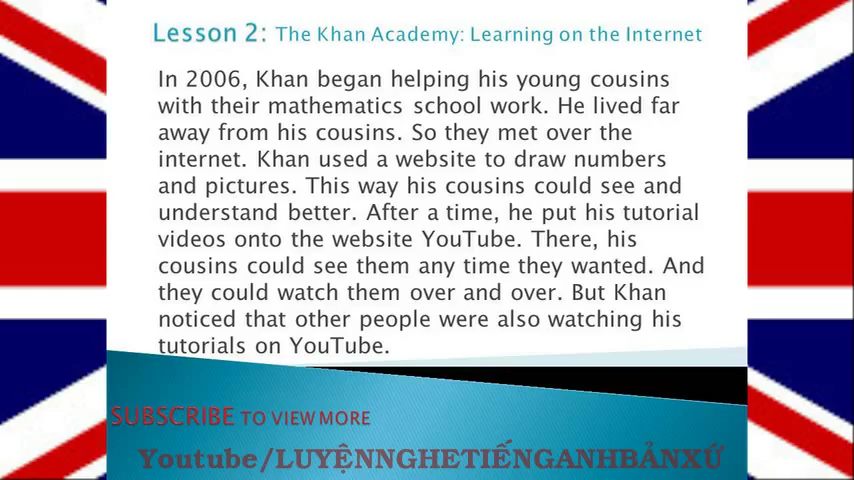 Lesson 2: The Khan Academy: Learning on the Internet
In 2006, Khan began helping his young cousins
with their mathematics school work. He lived far
away from his cousins. So they met over the
internet. Khan used a website to draw numbers
and pictures. This way his cousins could see and
understand better. After a time, he put his tutorial
videos onto the website YouTube. There, his
cousins could see them any time they wanted. And
they could watch them over and over. But Khan
noticed that other people were also watching his
tutorials on YouTube.
SUBSCRIBE TO VIEW MORE
Youtube/LUYỆNNGHETIẾNGANHBẢNXỨ